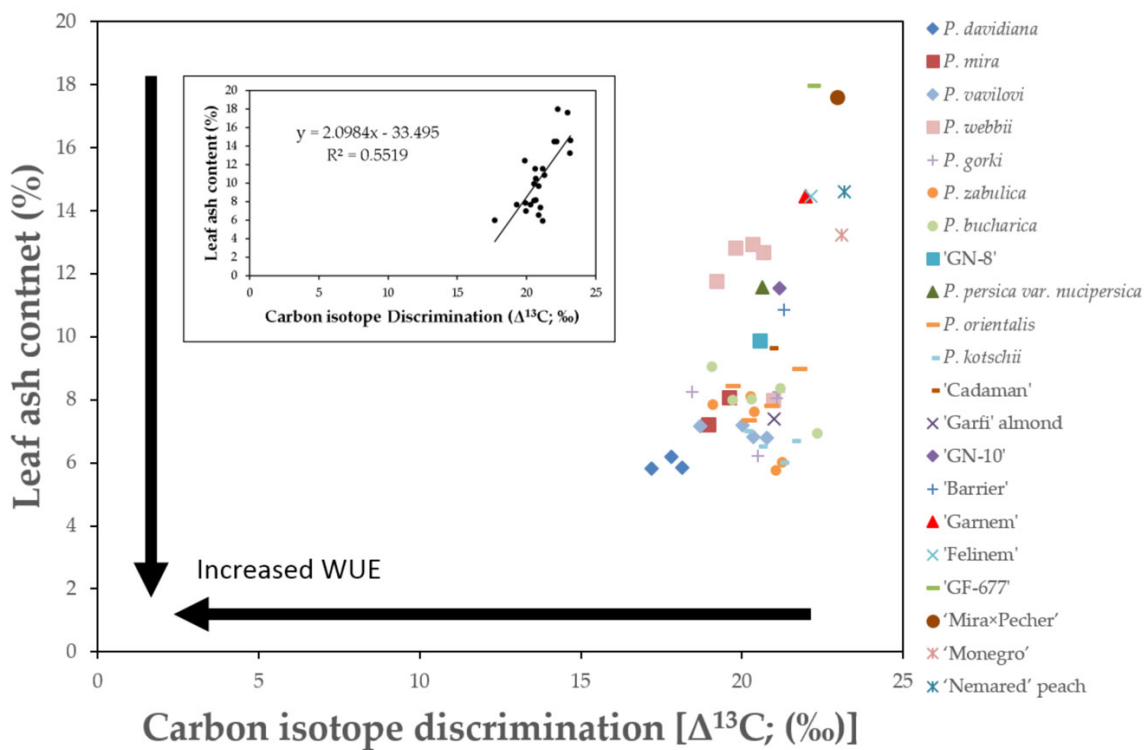 20
18
16
14
12
10
8
6
4
2
0
Leaf ash contnet (%)
0
5
10
15
20
25
Carbon isotope discrimination [Δ¹³C; (‰)]
Increased WUE
20
18
16
14
12
10
8
6
4
2
0
Leaf ash content (%)
y = 2.0984x - 33.495
R² = 0.5519
0
5
10
15
20
25
Carbon isotope Discrimination (Δ¹³C; ‰)
P. davidiana
P. mira
P. vavilovi
P. webbii
P. gorki
P. zabulica
P. bucharica
'GN-8'
P. persica var. nucipersica
P. orientalis
P. kotschii
'Cadaman'
'Garfi' almond
'GN-10'
'Barrier'
'Garnem'
'Felinem'
'GF-677'
‘Mira×Pecher’
‘Monegro’
‘Nemared’ peach